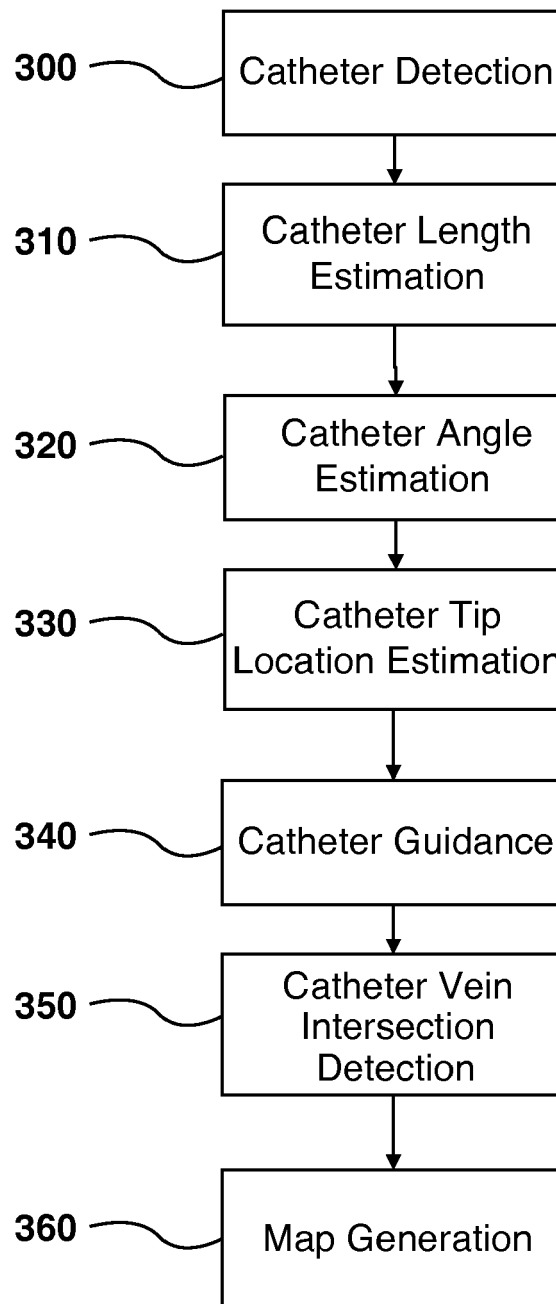 300
Catheter Detection
310
Catheter Length
Estimation
320
Catheter Angle
Estimation
330
Catheter Tip
Location Estimation
340
Catheter Guidance
350
Catheter Vein
Intersection
Detection
360
Map Generation